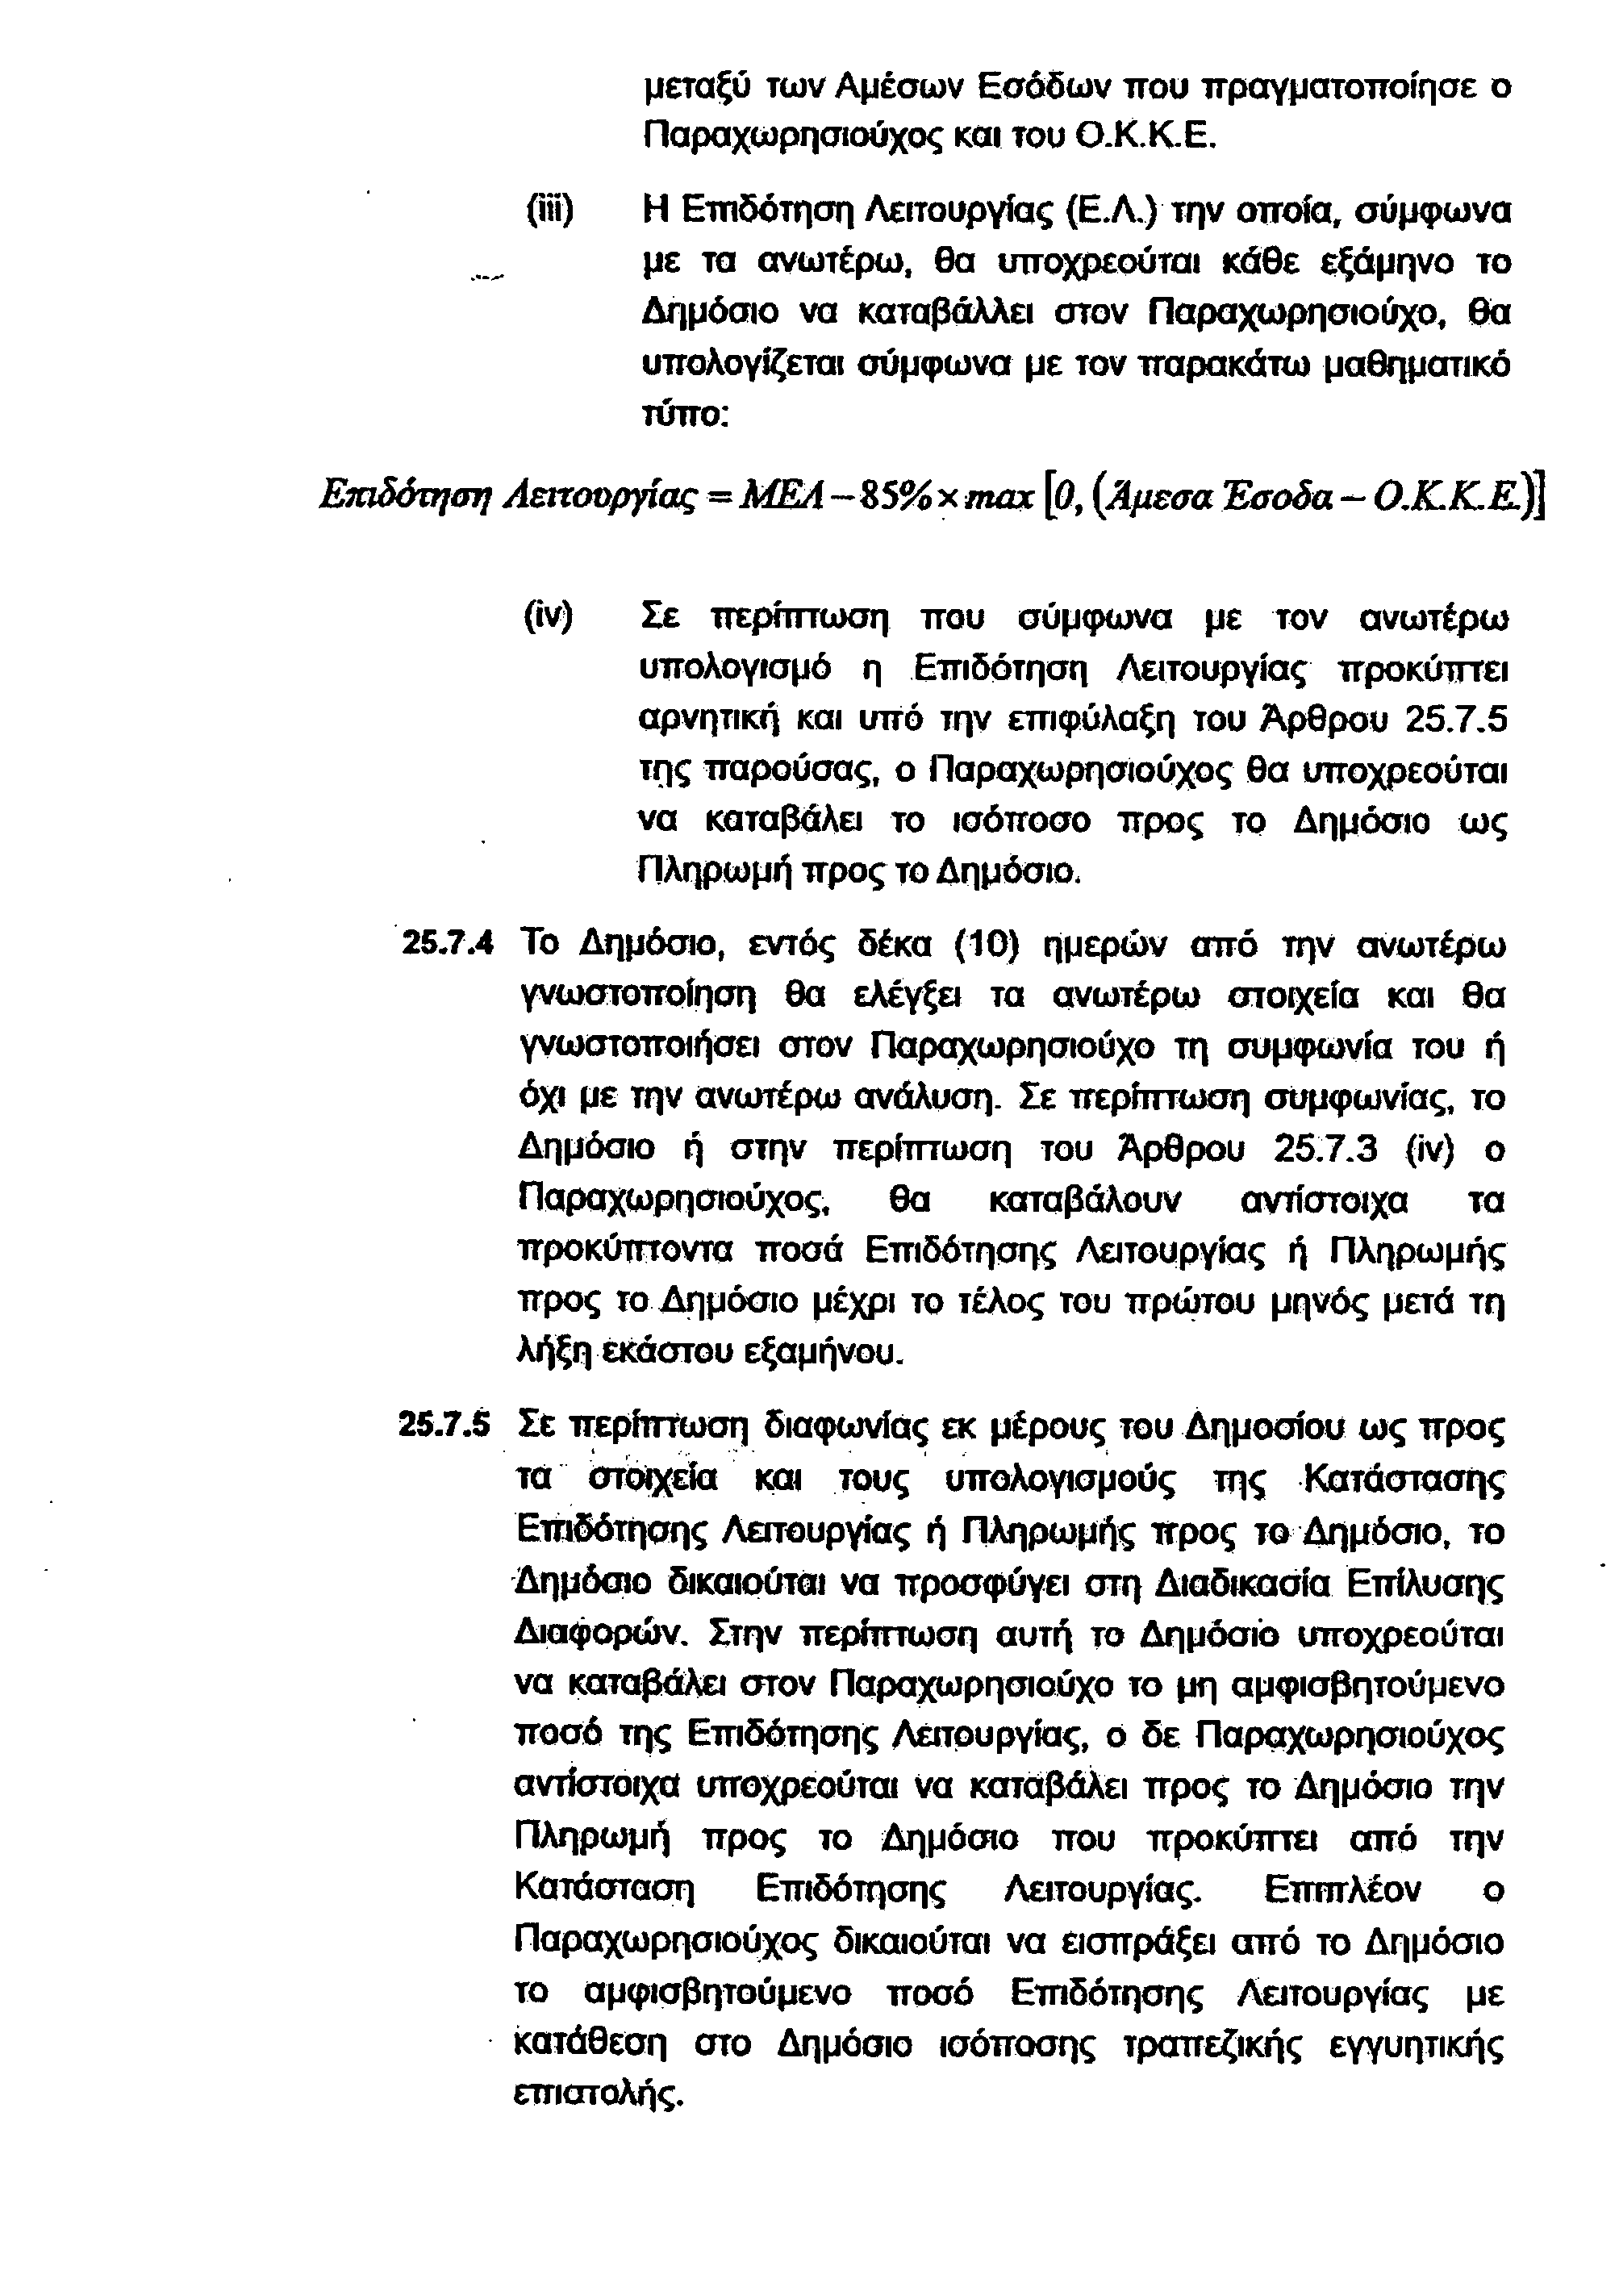 μεταξύ των Αμέσων Εσόδων που πραγματοποίησε ο
Παραχωρησιούχος και του Ο.Κ.Κ.Ε.
(iii) Η Επιδότηση Λειτουργίας (Ε.Λ.) την οποία, σύμφωνα
με τα ανωτέρω, θα υποχρεούται κάθε εξάμηνο το
Δημόσιο να καταβάλλει στον Παραχωρησιούχο, θα
υπολογίζεται σύμφωνα με τον παρακάτω μαθηματικό
τύπο:
Επιδότηση Λειτουργίας = ΜΕΛ – 85% × max [0, (Άμεσα Έσοδα – Ο.Κ.Κ.Ε.)]
(iv) Σε περίπτωση που σύμφωνα με τον ανωτέρω
υπολογισμό η Επιδότηση Λειτουργίας προκύπτει
αρνητική και υπό την επιφύλαξη του Άρθρου 25.7.5
της παρούσας, ο Παραχωρησιούχος θα υποχρεούται
να καταβάλει το ισόποσο προς το Δημόσιο ως
Πληρωμή προς το Δημόσιο.
25.7.4 Το Δημόσιο, εντός δέκα (10) ημερών από την ανωτέρω
γνωστοποίηση θα ελέγξει τα ανωτέρω στοιχεία και θα
γνωστοποιήσει στον Παραχωρησιούχο τη συμφωνία του ή
όχι με την ανωτέρω ανάλυση. Σε περίπτωση συμφωνίας, το
Δημόσιο ή στην περίπτωση του Άρθρου 25.7.3 (iv) ο
Παραχωρησιούχος, θα καταβάλουν αντίστοιχα τα
προκύπτοντα ποσά Επιδότησης Λειτουργίας ή Πληρωμής
προς το Δημόσιο μέχρι το τέλος του πρώτου μηνός μετά τη
λήξη εκάστου εξαμήνου.
25.7.5 Σε περίπτωση διαφωνίας εκ μέρους του Δημοσίου ως προς
τα στοιχεία και τους υπολογισμούς της Κατάστασης
Επιδότησης Λειτουργίας ή Πληρωμής προς το Δημόσιο, το
Δημόσιο δικαιούται να προσφύγει στη Διαδικασία Επίλυσης
Διαφορών. Στην περίπτωση αυτή το Δημόσιο υποχρεούται
να καταβάλει στον Παραχωρησιούχο το μη αμφισβητούμενο
ποσό της Επιδότησης Λειτουργίας, ο δε Παραχωρησιούχος
αντίστοιχα υποχρεούται να καταβάλει προς το Δημόσιο την
Πληρωμή προς το Δημόσιο που προκύπτει από την
Κατάσταση Επιδότησης Λειτουργίας. Επιπλέον ο
Παραχωρησιούχος δικαιούται να εισπράξει από το Δημόσιο
το αμφισβητούμενο ποσό Επιδότησης Λειτουργίας με
κατάθεση στο Δημόσιο ισόποσης τραπεζικής εγγυητικής
επιστολής.